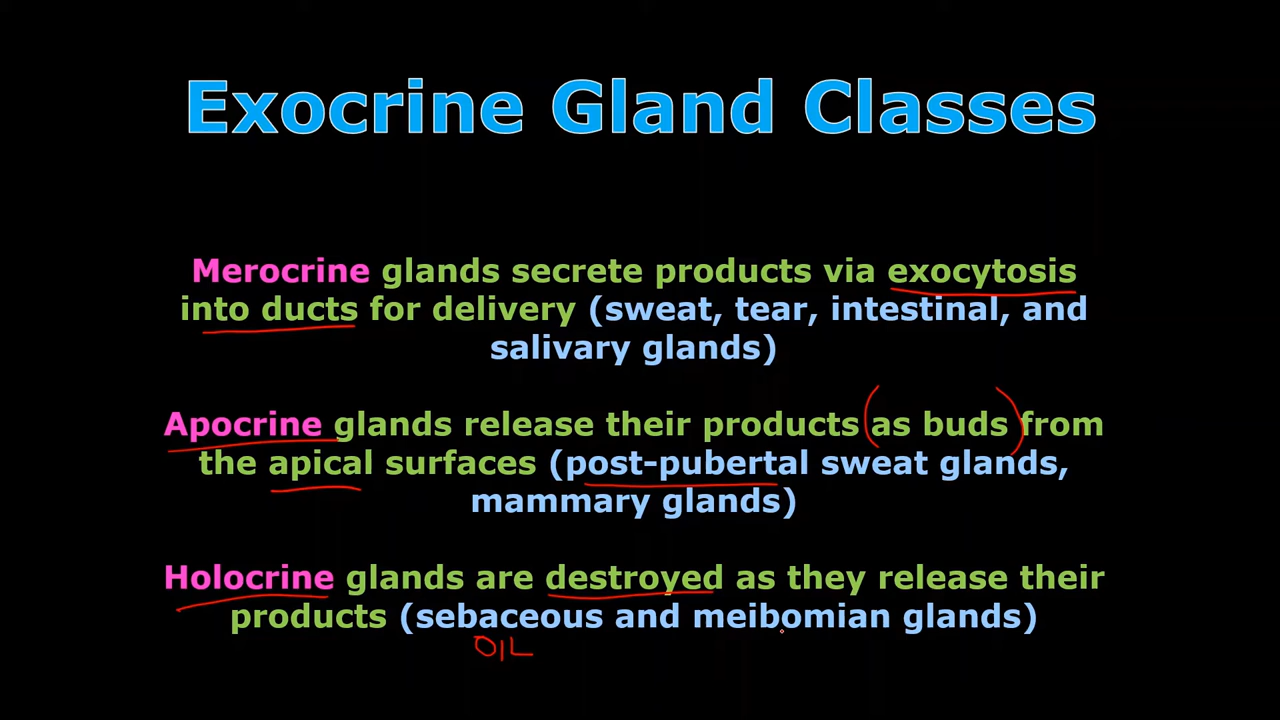 Exocrine Gland Classes
Merocrine glands secrete products via exocytosis
into ducts for delivery (sweat, tear, intestinal, and
salivary glands)
Apocrine glands release their products as buds from
the apical surfaces (post-pubertal sweat glands,
mammary glands)
Holocrine glands are destroyed as they release their
products (sebaceous and meibomian glands)
OIL